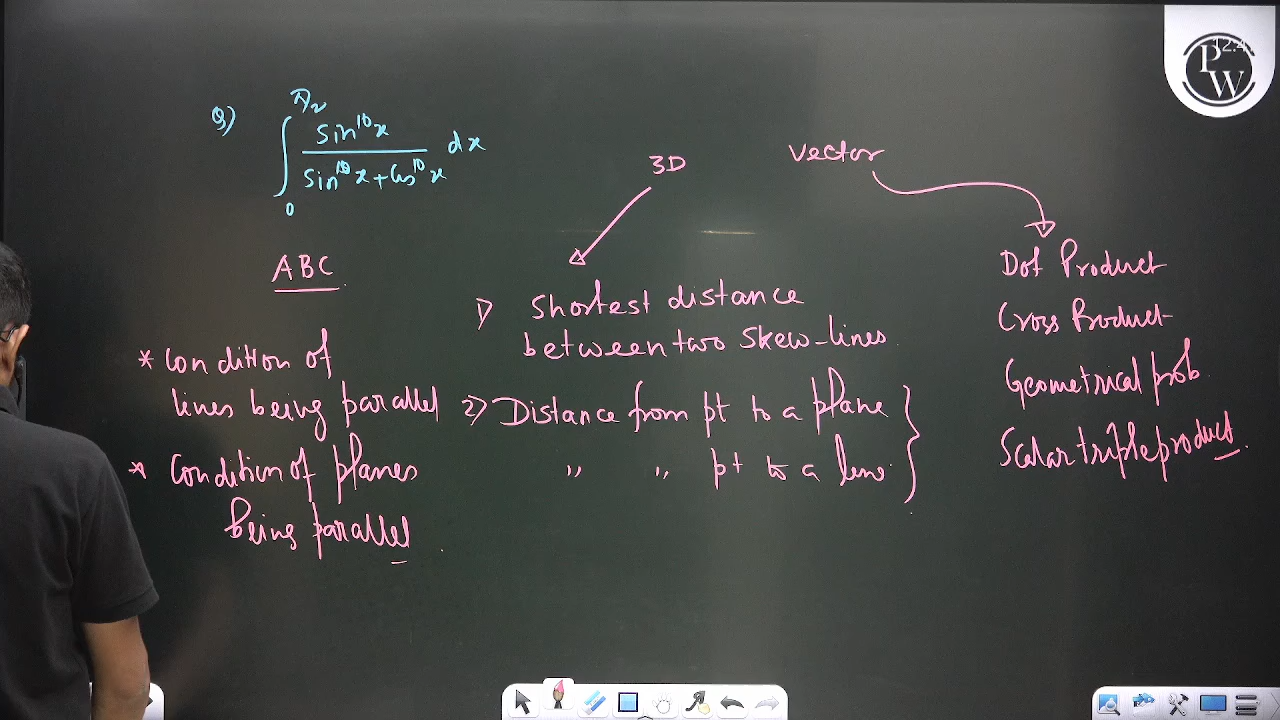 Q) ∫₀^{π/2} sin¹⁰x / (sin¹⁰x + cos¹⁰x) dx
ABC
* Condition of
lines being parallel
* Condition of planes
being parallel
3D
1) Shortest distance
between two skew-lines.
2) Distance from pt to a plane
,, ,, pt to a line
Vector
Dot Product
Cross Product
Geometrical prob.
Scalar triple product.
PW